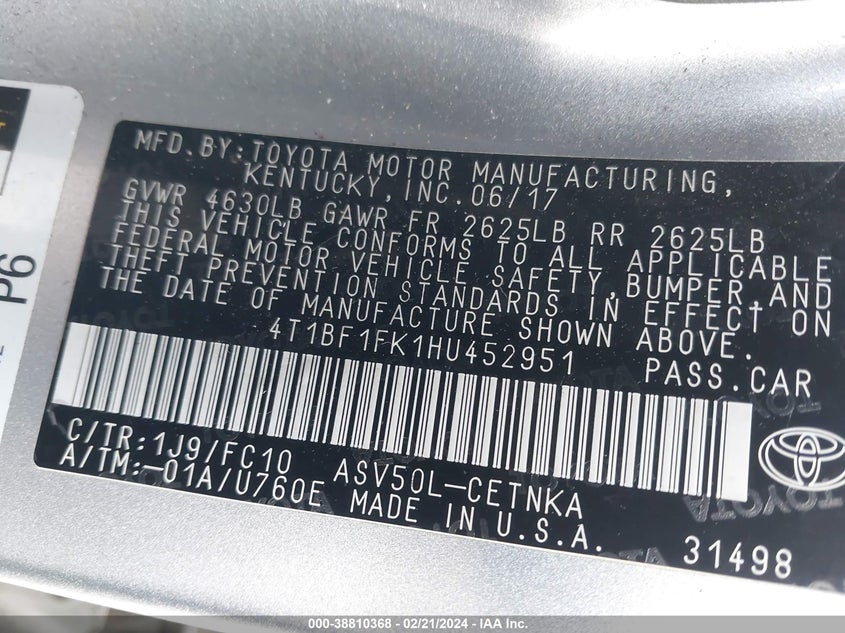 MFD. BY: TOYOTA MOTOR MANUFACTURING,
KENTUCKY, INC. 06/17
GVWR 4630LB GAWR FR 2625LB RR 2625LB
THIS VEHICLE CONFORMS TO ALL APPLICABLE
FEDERAL MOTOR VEHICLE SAFETY, BUMPER, AND
THEFT PREVENTION STANDARDS IN EFFECT ON
THE DATE OF MANUFACTURE SHOWN ABOVE.
4T1BF1FK1HU452951
PASS. CAR
C/TR: 1J9/FC10
A/TM: -01A/U760E
ASV50L-CETNKA
MADE IN U.S.A.
31498
P6
TOYOTA
000-38810368 - 02/21/2024 - IAA Inc.